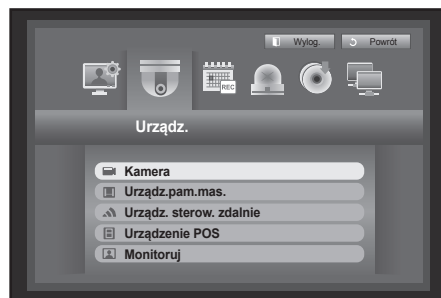 Wylog. Powrót
REC
Urządz.
Kamera
Urządz.pam.mas.
Urządz. sterow. zdalnie
Urządzenie POS
Monitoruj